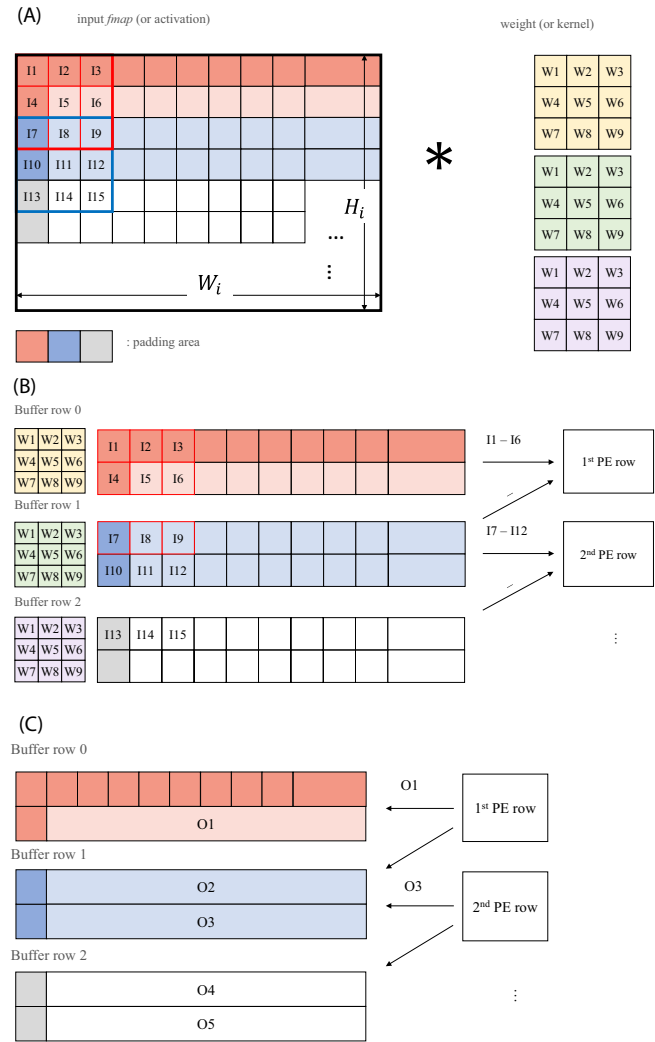 (A)
input fmap (or activation)
weight (or kernel)
I1 I2 I3
I4 I5 I6
I7 I8 I9
I10 I11 I12
I13 I14 I15
H_i
...
⋮
W_i
*
W1 W2 W3
W4 W5 W6
W7 W8 W9
W1 W2 W3
W4 W5 W6
W7 W8 W9
W1 W2 W3
W4 W5 W6
W7 W8 W9
: padding area
(B)
Buffer row 0
W1 W2 W3
W4 W5 W6
W7 W8 W9
I1 I2 I3
I4 I5 I6
I1 – I6
1st PE row
Buffer row 1
W1 W2 W3
W4 W5 W6
W7 W8 W9
I7 I8 I9
I10 I11 I12
I7 – I12
2nd PE row
Buffer row 2
W1 W2 W3
W4 W5 W6
W7 W8 W9
I13 I14 I15
⋮
(C)
Buffer row 0
O1
O1
1st PE row
Buffer row 1
O2
O3
O3
2nd PE row
Buffer row 2
O4
O5
⋮